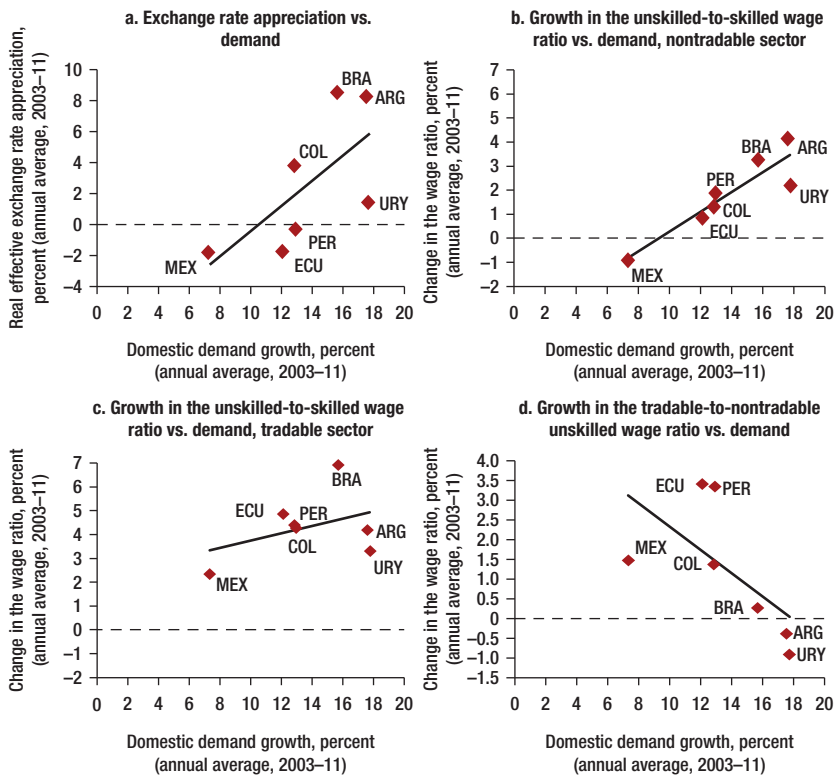 a. Exchange rate appreciation vs.
demand
Real effective exchange rate appreciation,
percent (annual average, 2003–11)
10
8
6
4
2
0
−2
−4
BRA
ARG
COL
URY
PER
MEX
ECU
0 2 4 6 8 10 12 14 16 18 20
Domestic demand growth, percent
(annual average, 2003–11)
b. Growth in the unskilled-to-skilled wage
ratio vs. demand, nontradable sector
Change in the wage ratio, percent
(annual average, 2003–11)
7
6
5
4
3
2
1
0
−1
−2
BRA
ARG
PER
COL
URY
ECU
MEX
0 2 4 6 8 10 12 14 16 18 20
Domestic demand growth, percent
(annual average, 2003–11)
c. Growth in the unskilled-to-skilled wage
ratio vs. demand, tradable sector
Change in the wage ratio, percent
(annual average, 2003–11)
7
6
5
4
3
2
1
0
−1
−2
BRA
ECU
PER
ARG
COL
URY
MEX
0 2 4 6 8 10 12 14 16 18 20
Domestic demand growth, percent
(annual average, 2003–11)
d. Growth in the tradable-to-nontradable
unskilled wage ratio vs. demand
Change in the wage ratio, percent
(annual average, 2003–11)
4.0
3.5
3.0
2.5
2.0
1.5
1.0
0.5
0
−0.5
−1.0
−1.5
ECU
PER
MEX
COL
BRA
ARG
URY
0 2 4 6 8 10 12 14 16 18 20
Domestic demand growth, percent
(annual average, 2003–11)